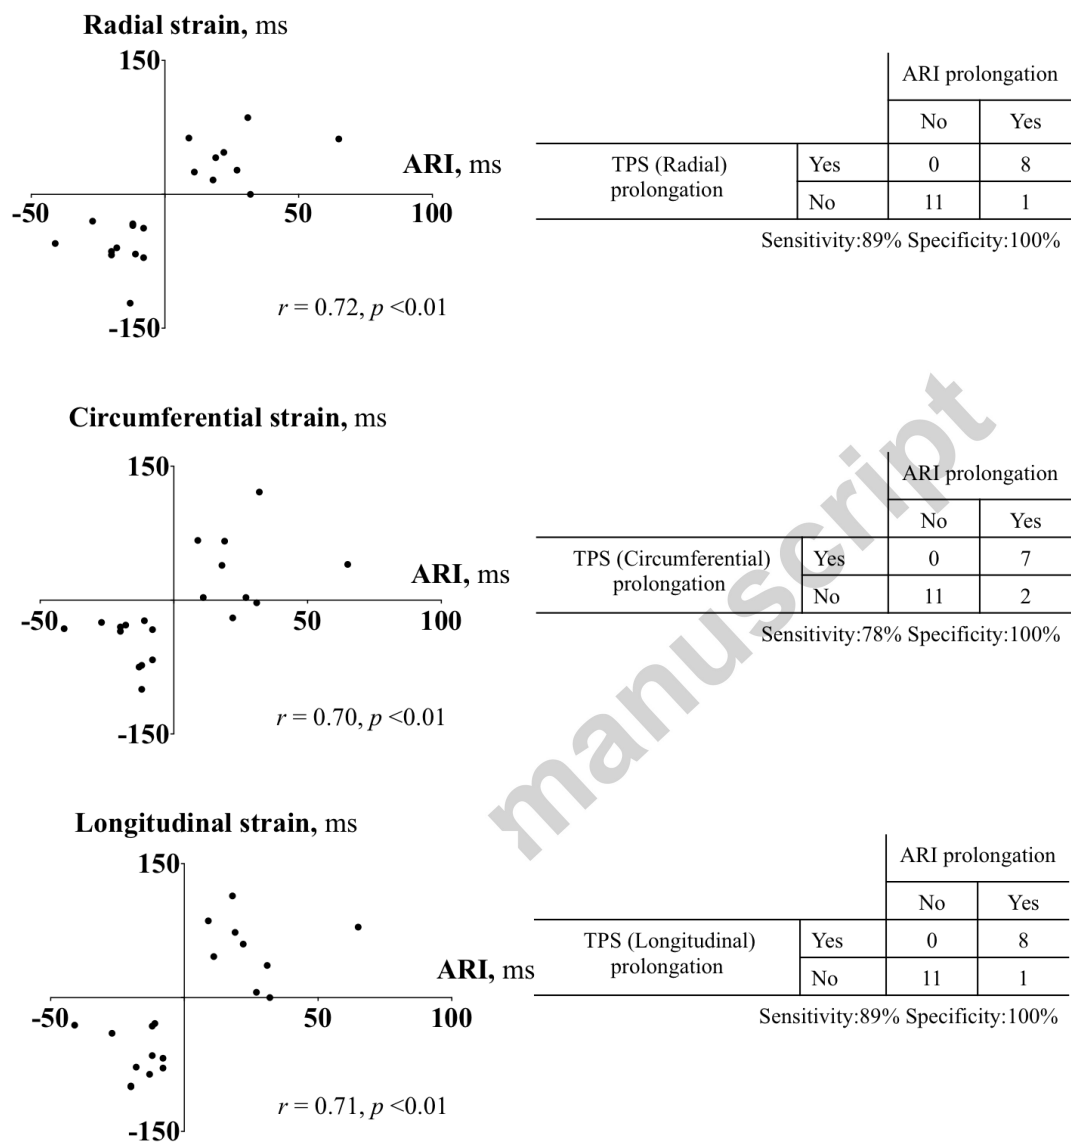 Radial strain, ms
150
ARI, ms
-50
50
100
-150
r = 0.72, p <0.01
ARI prolongation
No Yes
TPS (Radial) prolongation
Yes 0 8
No 11 1
Sensitivity:89% Specificity:100%
Circumferential strain, ms
150
ARI, ms
-50
50
100
-150
r = 0.70, p <0.01
ARI prolongation
No Yes
TPS (Circumferential) prolongation
Yes 0 7
No 11 2
Sensitivity:78% Specificity:100%
Longitudinal strain, ms
150
ARI, ms
-50
50
100
-150
r = 0.71, p <0.01
ARI prolongation
No Yes
TPS (Longitudinal) prolongation
Yes 0 8
No 11 1
Sensitivity:89% Specificity:100%
manuscript